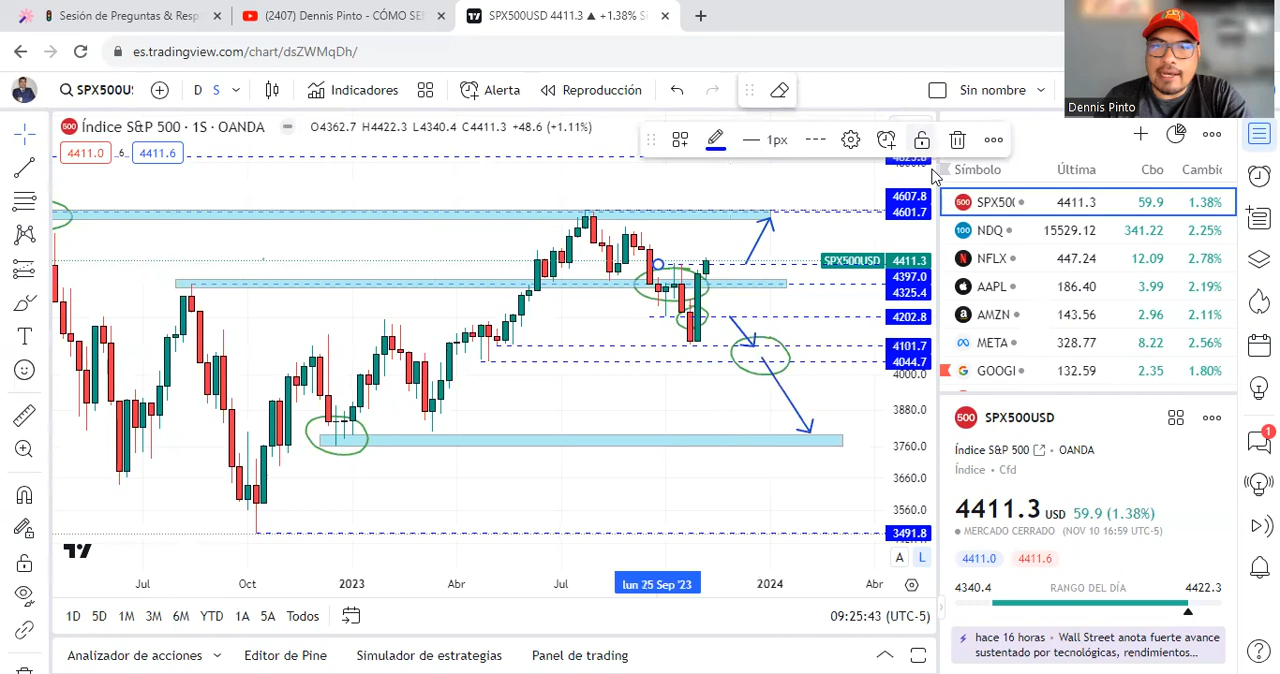 Sesión de Preguntas & Resp
(2407) Dennis Pinto - CÓMO SE
SPX500USD 4411.3 ▲ +1.38% S
es.tradingview.com/chart/dsZWMqDh/
Dennis Pinto
SPX500U
D S
Indicadores
Alerta
Reproducción
Sin nombre
500 Índice S&P 500 · 1S · OANDA
O4362.7 H4422.3 L4340.4 C4411.3 +48.6 (+1.11%)
4411.0 .6 4411.6
1px
4607.8
4601.7
SPX500USD 4411.3
4397.0
4325.4
4202.8
4101.7
4044.7
4000.0
3880.0
3760.0
3660.0
3560.0
3491.8
A L
Jul Oct 2023 Abr Jul lun 25 Sep '23 2024 Abr
1D 5D 1M 3M 6M YTD 1A 5A Todos
09:25:43 (UTC-5)
Analizador de acciones
Editor de Pine
Simulador de estrategias
Panel de trading
Símbolo Última Cbo Cambic
500 SPX50 4411.3 59.9 1.38%
100 NDQ 15529.12 341.22 2.25%
NFLX 447.24 12.09 2.78%
AAPL 186.40 3.99 2.19%
AMZN 143.56 2.96 2.11%
META 328.77 8.22 2.56%
GOOGl 132.59 2.35 1.80%
500 SPX500USD
Índice S&P 500 · OANDA
Índice · Cfd
4411.3 USD 59.9 (1.38%)
MERCADO CERRADO (NOV 10 16:59 UTC-5)
4411.0 4411.6
4340.4 RANGO DEL DÍA 4422.3
hace 16 horas · Wall Street anota fuerte avance
sustentado por tecnológicas, rendimientos...
1